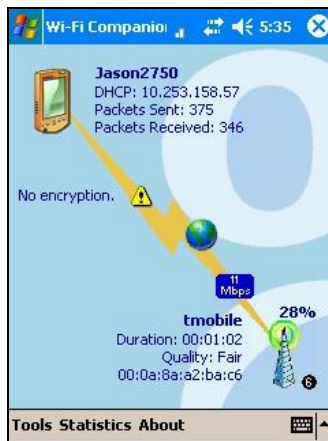 Wi-Fi Companio 5:35
Jason2750
DHCP: 10.253.158.57
Packets Sent: 375
Packets Received: 346
No encryption.
11
Mbps
28%
tmobile
Duration: 00:01:02
Quality: Fair
00:0a:8a:a2:ba:c6
6
Tools Statistics About